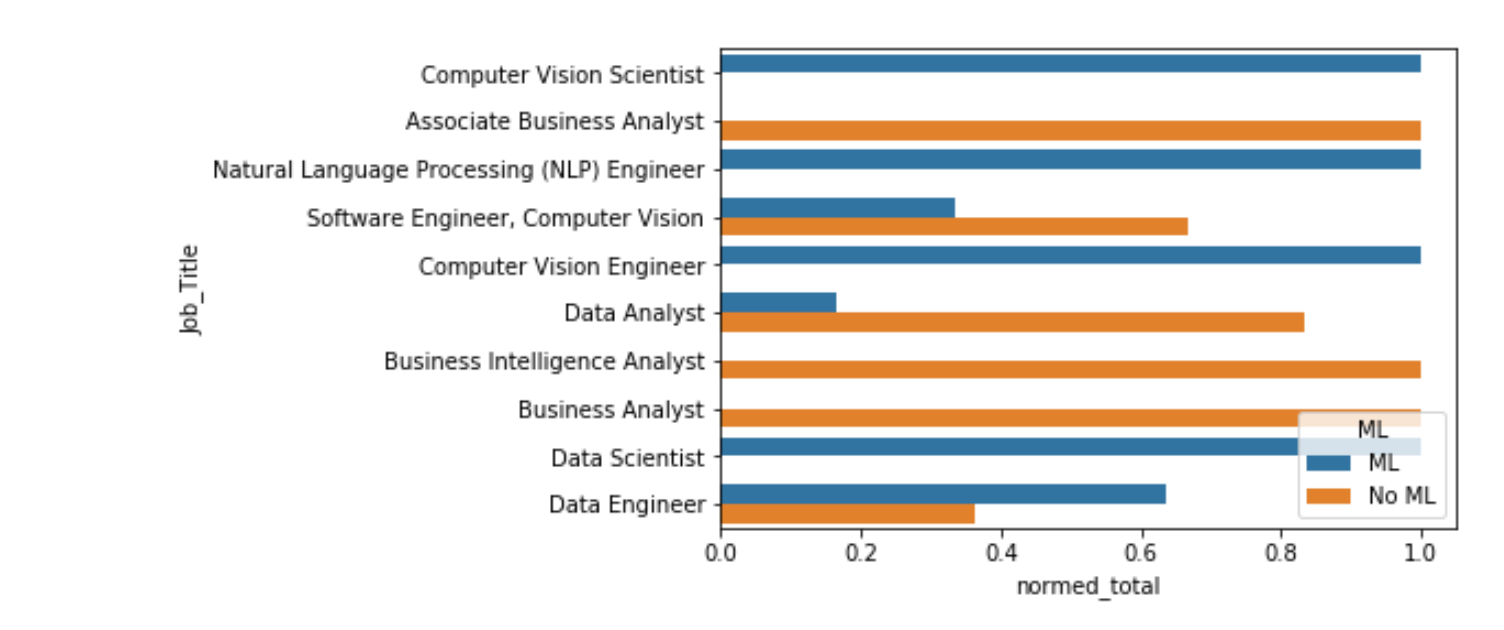 Computer Vision Scientist
Associate Business Analyst
Natural Language Processing (NLP) Engineer
Software Engineer, Computer Vision
Computer Vision Engineer
Data Analyst
Business Intelligence Analyst
Business Analyst
Data Scientist
Data Engineer
Job_Title
ML
ML
No ML
0.0 0.2 0.4 0.6 0.8 1.0
normed_total